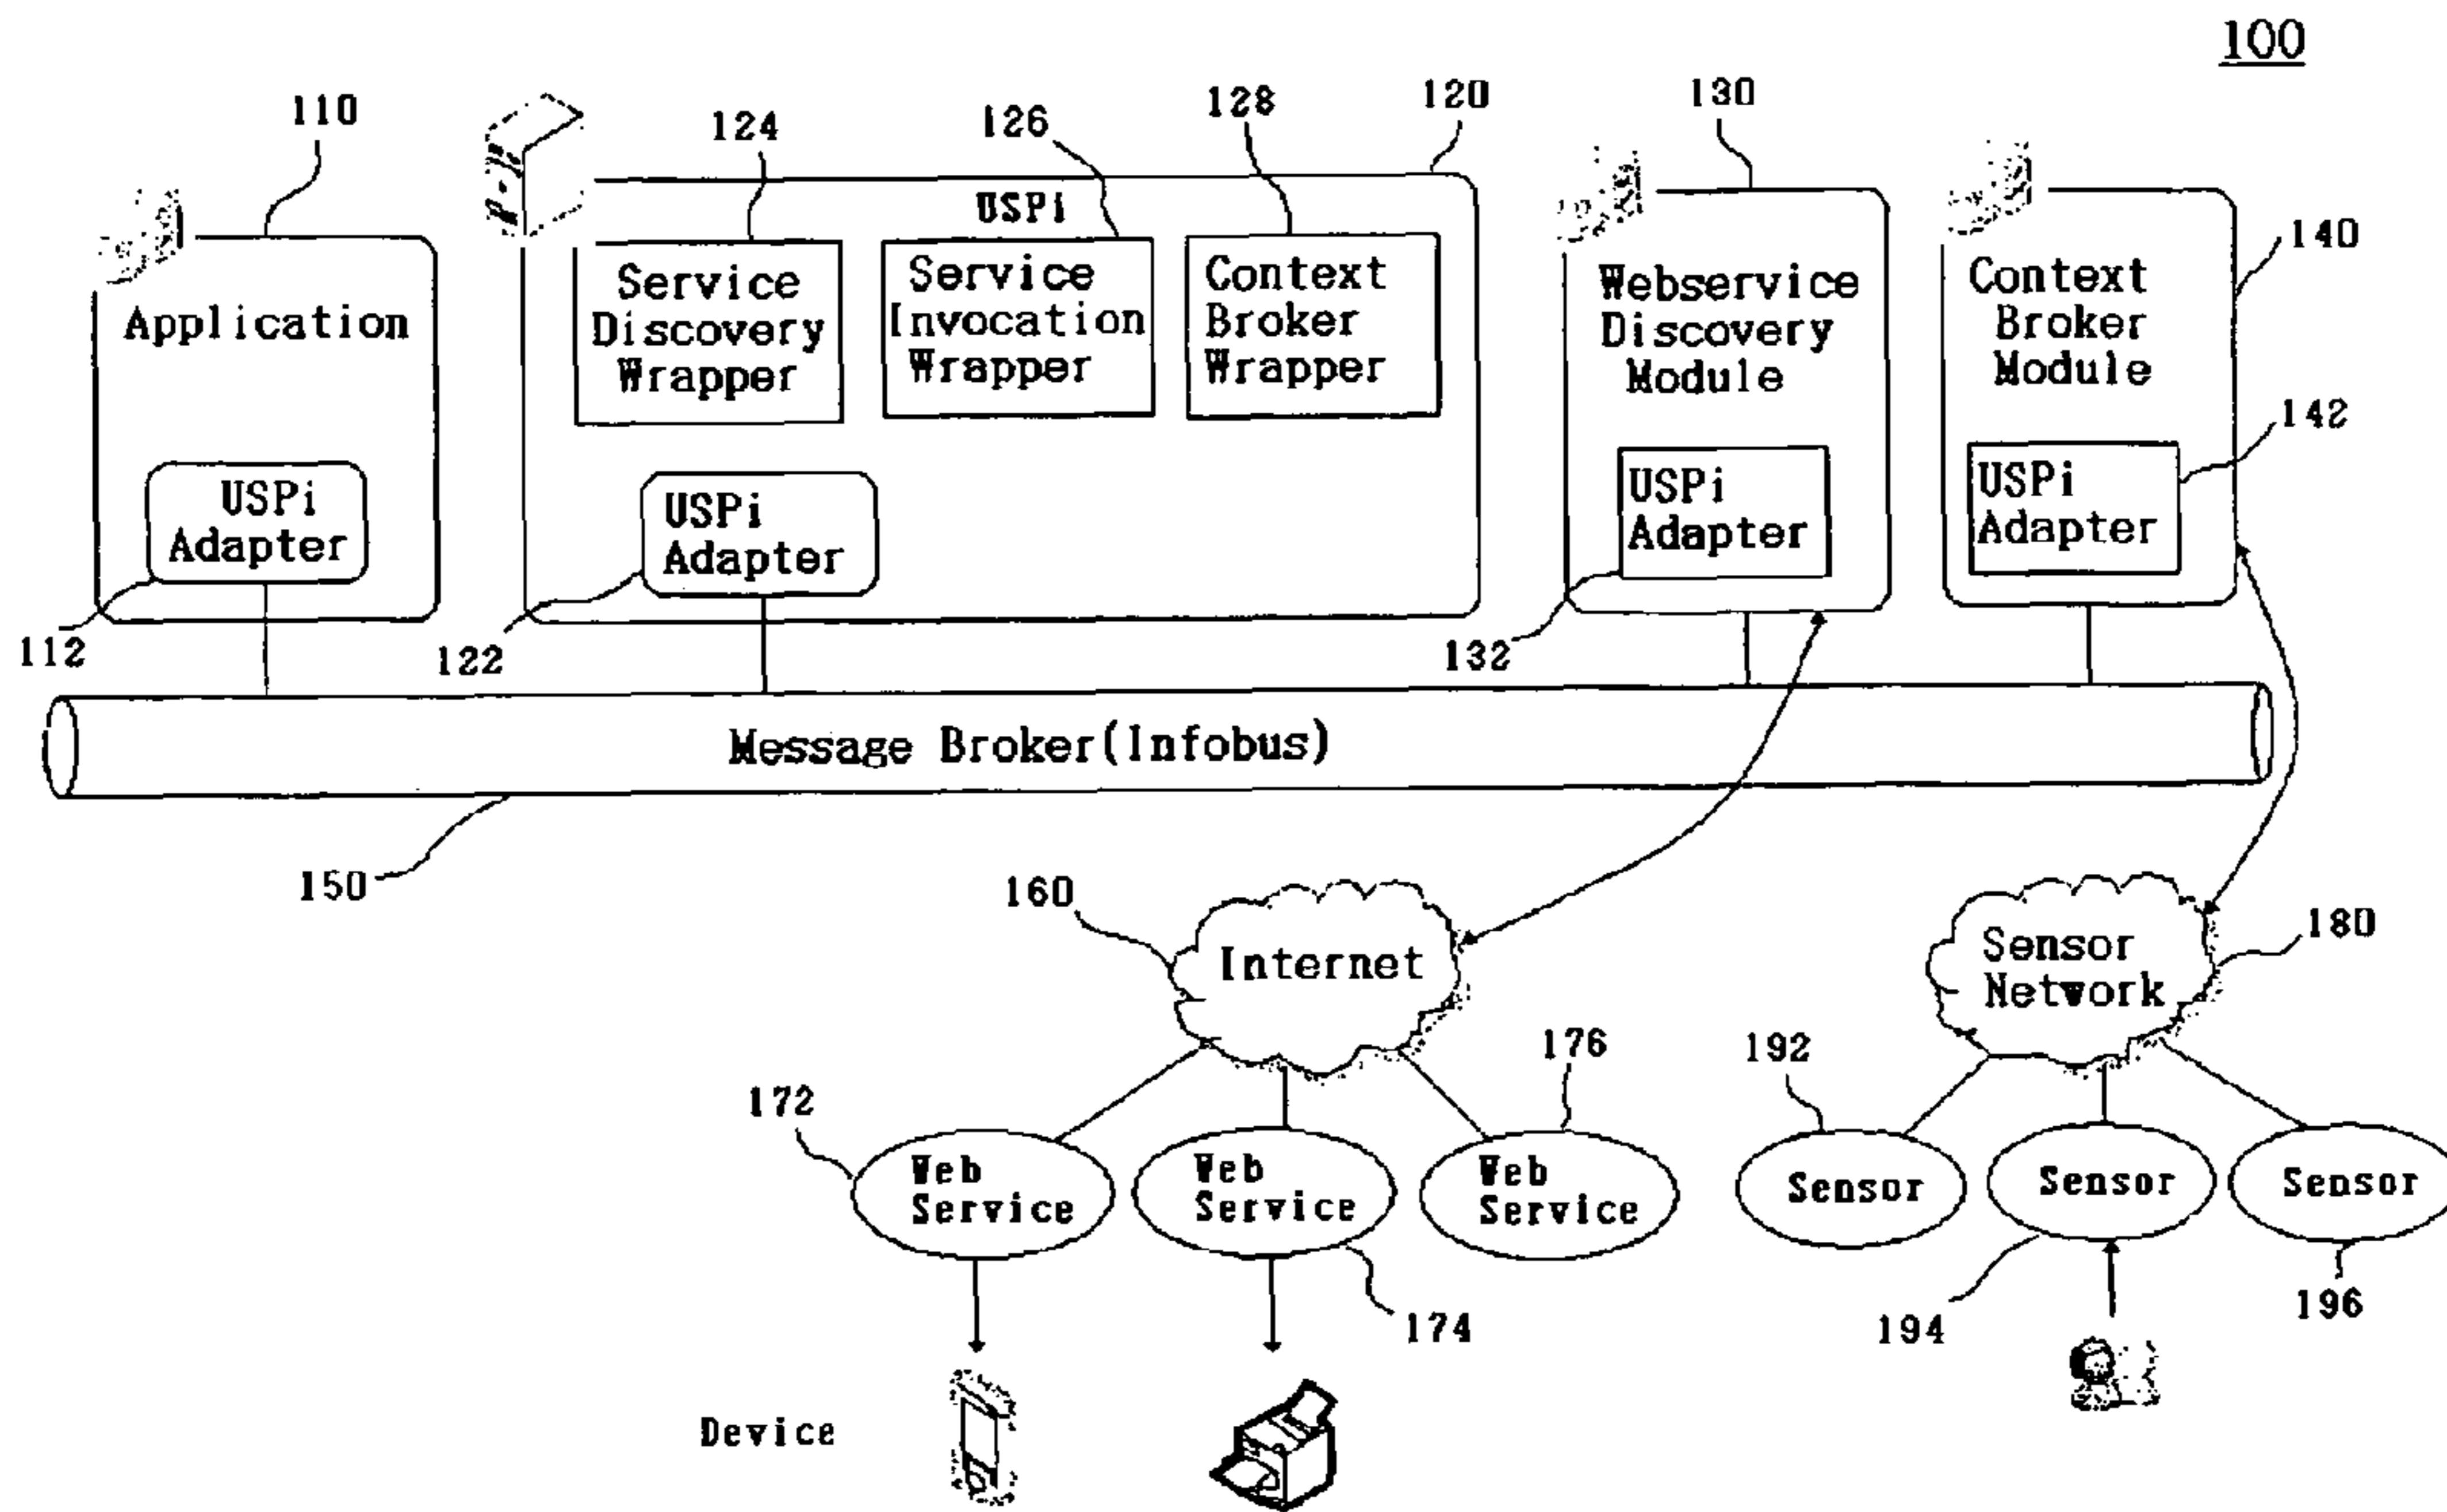 100
110
124
126
128
120
130
140
142
USPi
Application
Service
Discovery
Wrapper
Service
Invocation
Wrapper
Context
Broker
Wrapper
Webservice
Discovery
Module
Context
Broker
Module
USPi
Adapter
USPi
Adapter
USPi
Adapter
USPi
Adapter
112
122
132
Message Broker(Infobus)
150
160
Internet
Sensor
Network
180
172
176
192
Web
Service
Web
Service
Web
Service
Sensor
Sensor
Sensor
174
194
196
Device